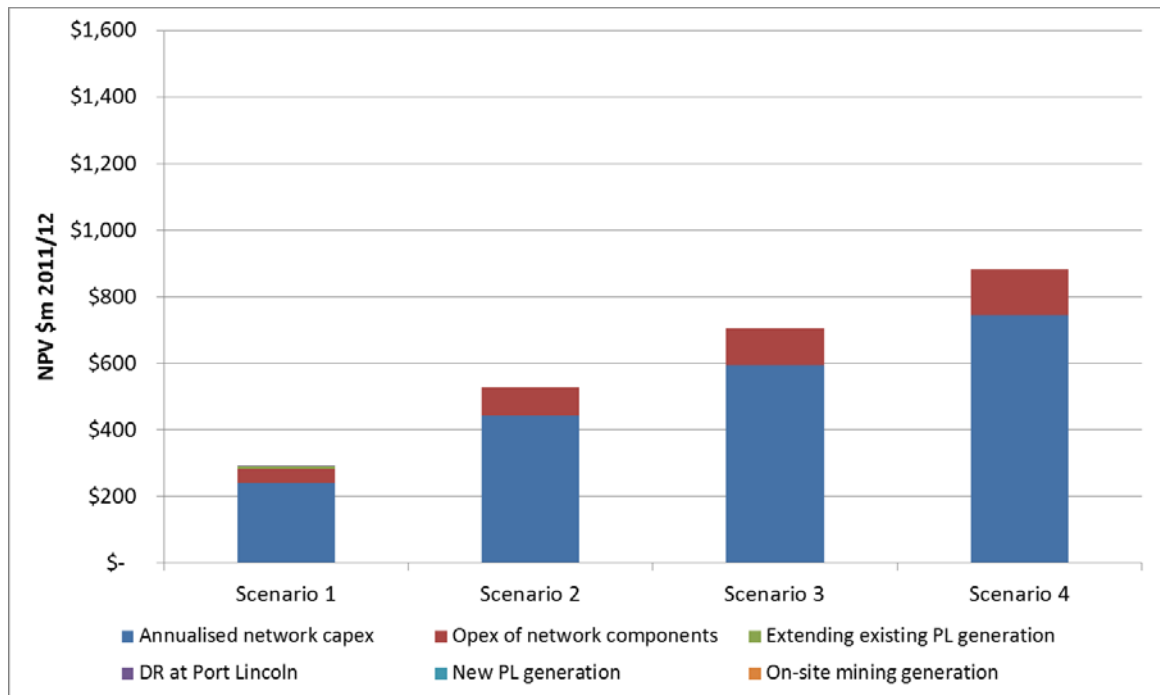 $1,600
$1,400
$1,200
$1,000
$800
$600
$400
$200
$-
NPV $m 2011/12
Scenario 1 Scenario 2 Scenario 3 Scenario 4
Annualised network capex Opex of network components Extending existing PL generation
DR at Port Lincoln New PL generation On-site mining generation